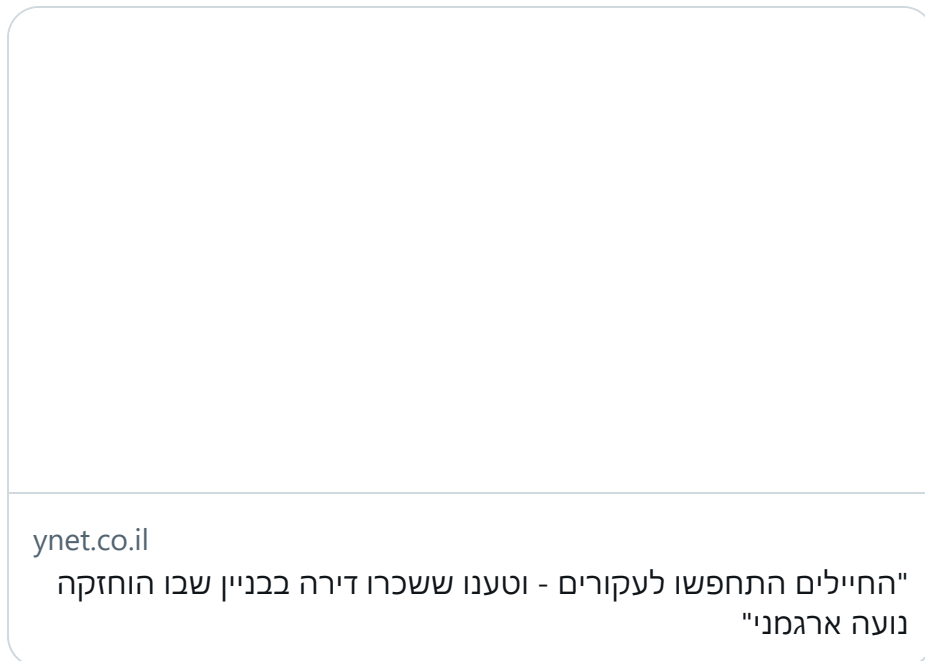 ynet.co.il
"החיילים התחפשו לעקורים - וטענו ששכרו דירה בבניין שבו הוחזקה
נועה ארגמני"